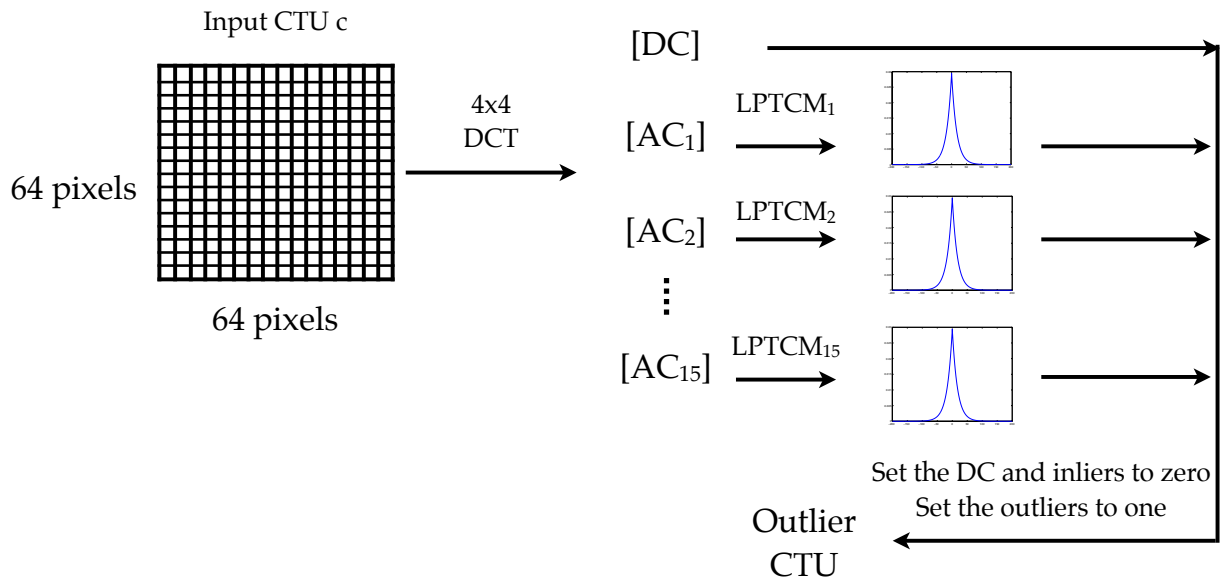 Input CTU c
64 pixels
64 pixels
4x4
DCT
[DC]
[AC₁]
LPTCM₁
[AC₂]
LPTCM₂
[AC₁₅]
LPTCM₁₅
Set the DC and inliers to zero
Set the outliers to one
Outlier
CTU